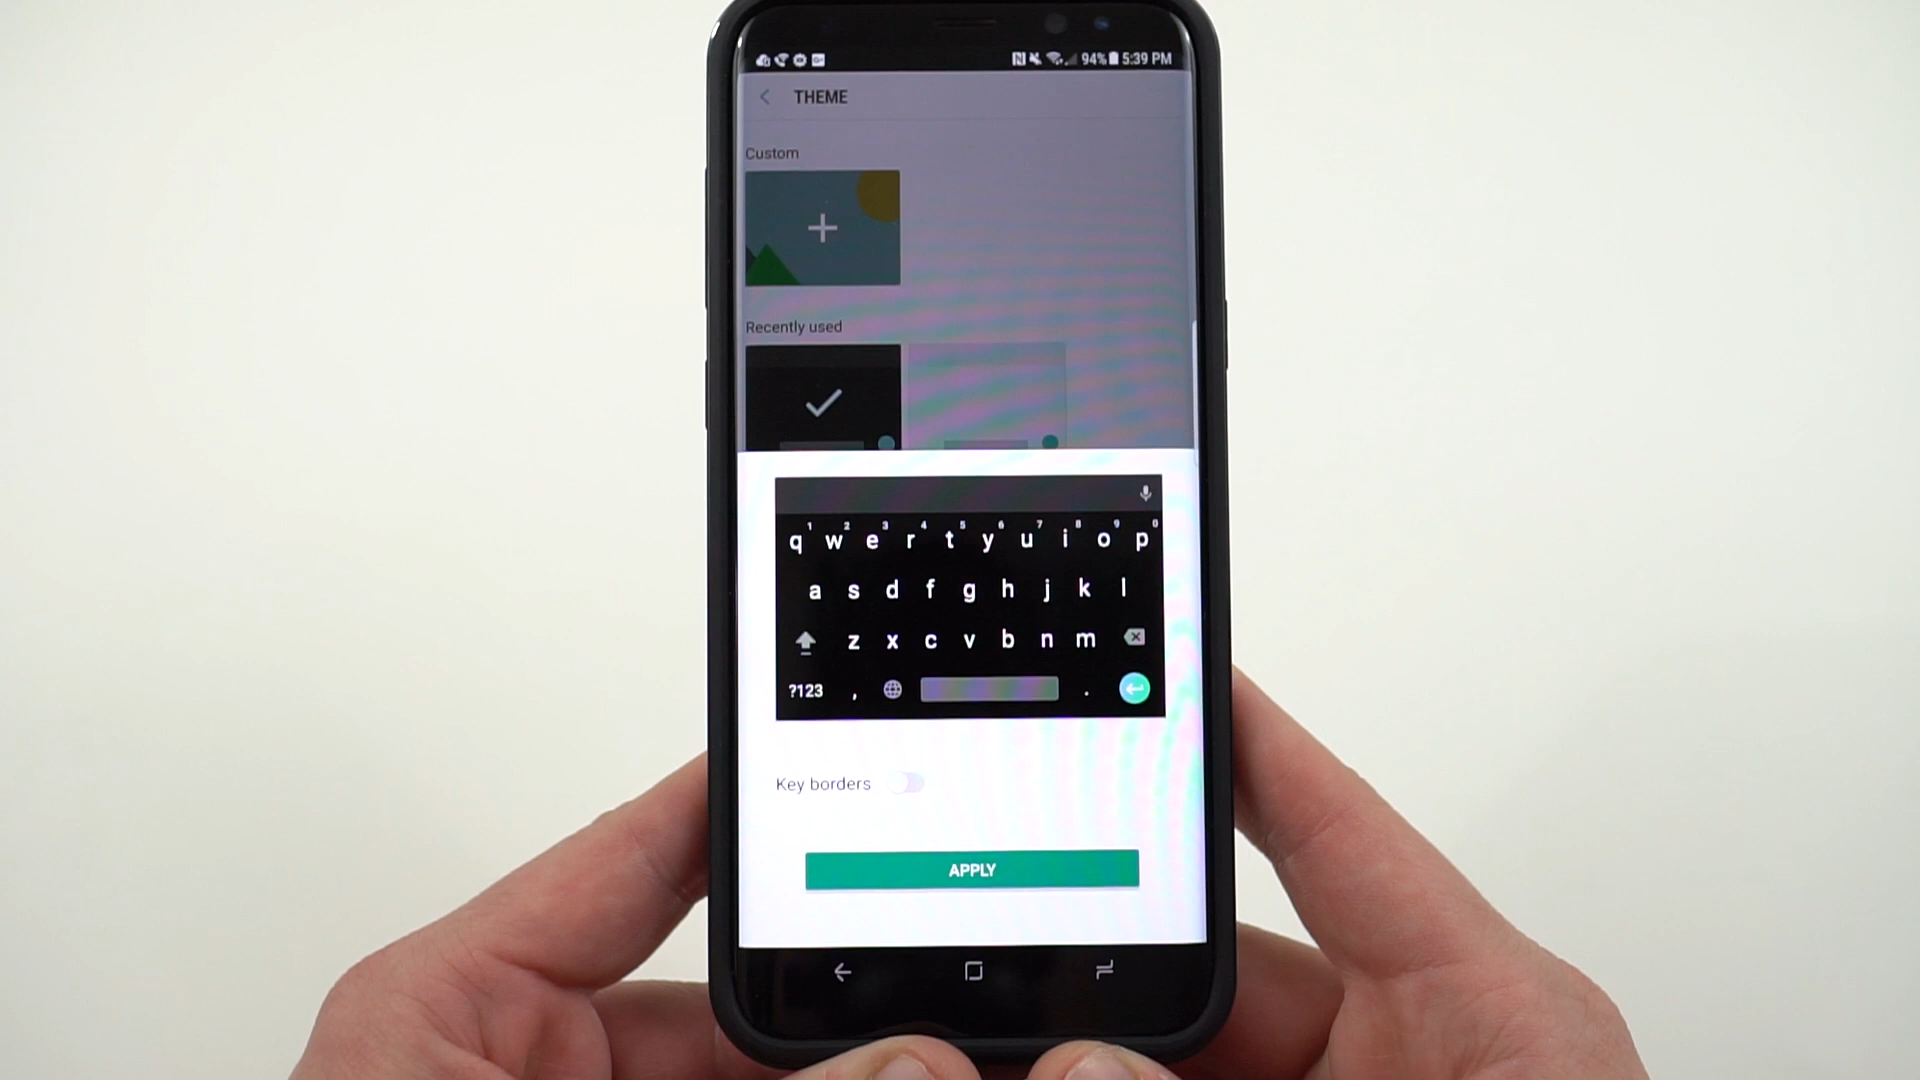 94% 5:39 PM
THEME
Custom
Recently used
1 2 3 4 5 6 7 8 9 0
q w e r t y u i o p
a s d f g h j k l
z x c v b n m
?123 , .
Key borders
APPLY